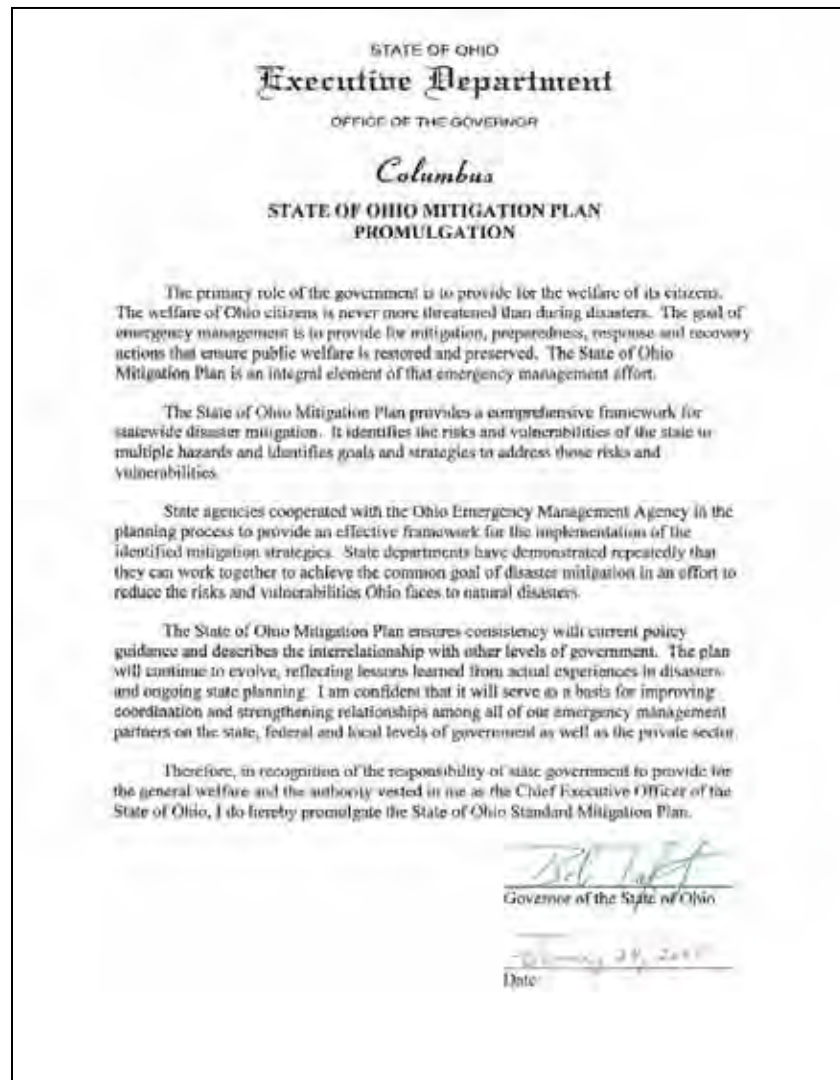 STATE OF OHIO
Executive Department
OFFICE OF THE GOVERNOR
Columbus
STATE OF OHIO MITIGATION PLAN
PROMULGATION
The primary role of the government is to provide for the welfare of its citizens.
The welfare of Ohio citizens is never more threatened than during disasters. The goal of
emergency management is to provide for mitigation, preparedness, response and recovery
actions that ensure public welfare is restored and preserved. The State of Ohio
Mitigation Plan is an integral element of that emergency management effort.
The State of Ohio Mitigation Plan provides a comprehensive framework for
statewide disaster mitigation. It identifies the risks and vulnerabilities of the state to
multiple hazards and identifies goals and strategies to address those risks and
vulnerabilities.
State agencies cooperated with the Ohio Emergency Management Agency in the
planning process to provide an effective framework for the implementation of the
identified mitigation strategies. State departments have demonstrated repeatedly that
they can work together to achieve the common goal of disaster mitigation in an effort to
reduce the risks and vulnerabilities Ohio faces to natural disasters.
The State of Ohio Mitigation Plan ensures consistency with current policy
guidance and describes the interrelationship with other levels of government. The plan
will continue to evolve, reflecting lessons learned from actual experiences in disasters
and ongoing state planning. I am confident that it will serve as a basis for improving
coordination and strengthening relationships among all of our emergency management
partners on the state, federal and local levels of government as well as the private sector.
Therefore, in recognition of the responsibility of state government to provide for
the general welfare and the authority vested in me as the Chief Executive Officer of the
State of Ohio, I do hereby promulgate the State of Ohio Standard Mitigation Plan.
Bob Taft
Governor of the State of Ohio
24,
Date